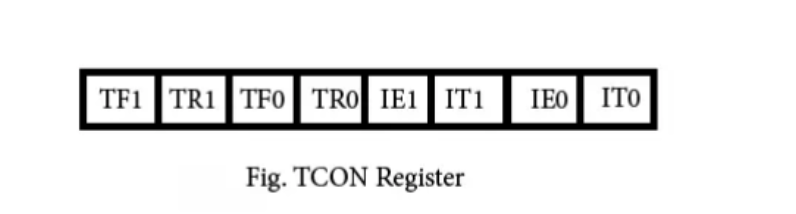 TF1 TR1 TF0 TR0 IE1 IT1 IE0 IT0
Fig. TCON Register